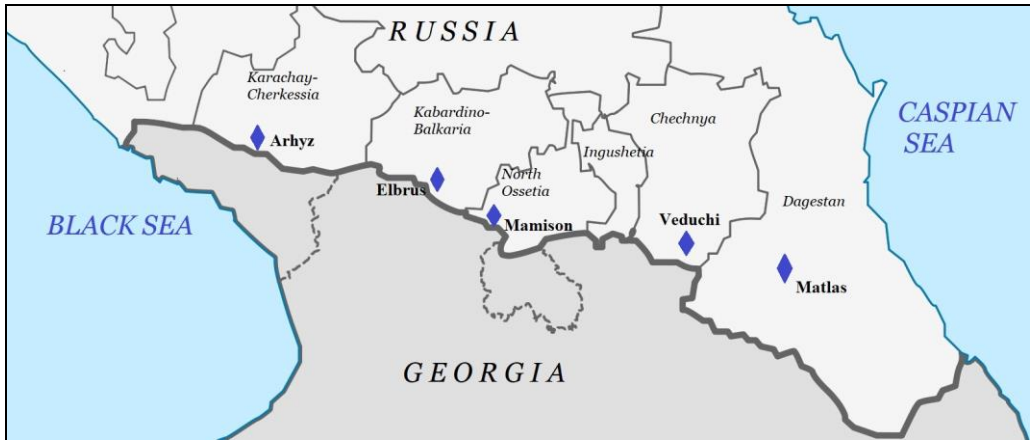 RUSSIA
Karachay-
Cherkessia
Kabardino-
Balkaria
Chechnya
CASPIAN
SEA
Arhyz
Ingushetia
North
Ossetia
Elbrus
Dagestan
BLACK SEA
Mamison
Veduchi
Matlas
GEORGIA